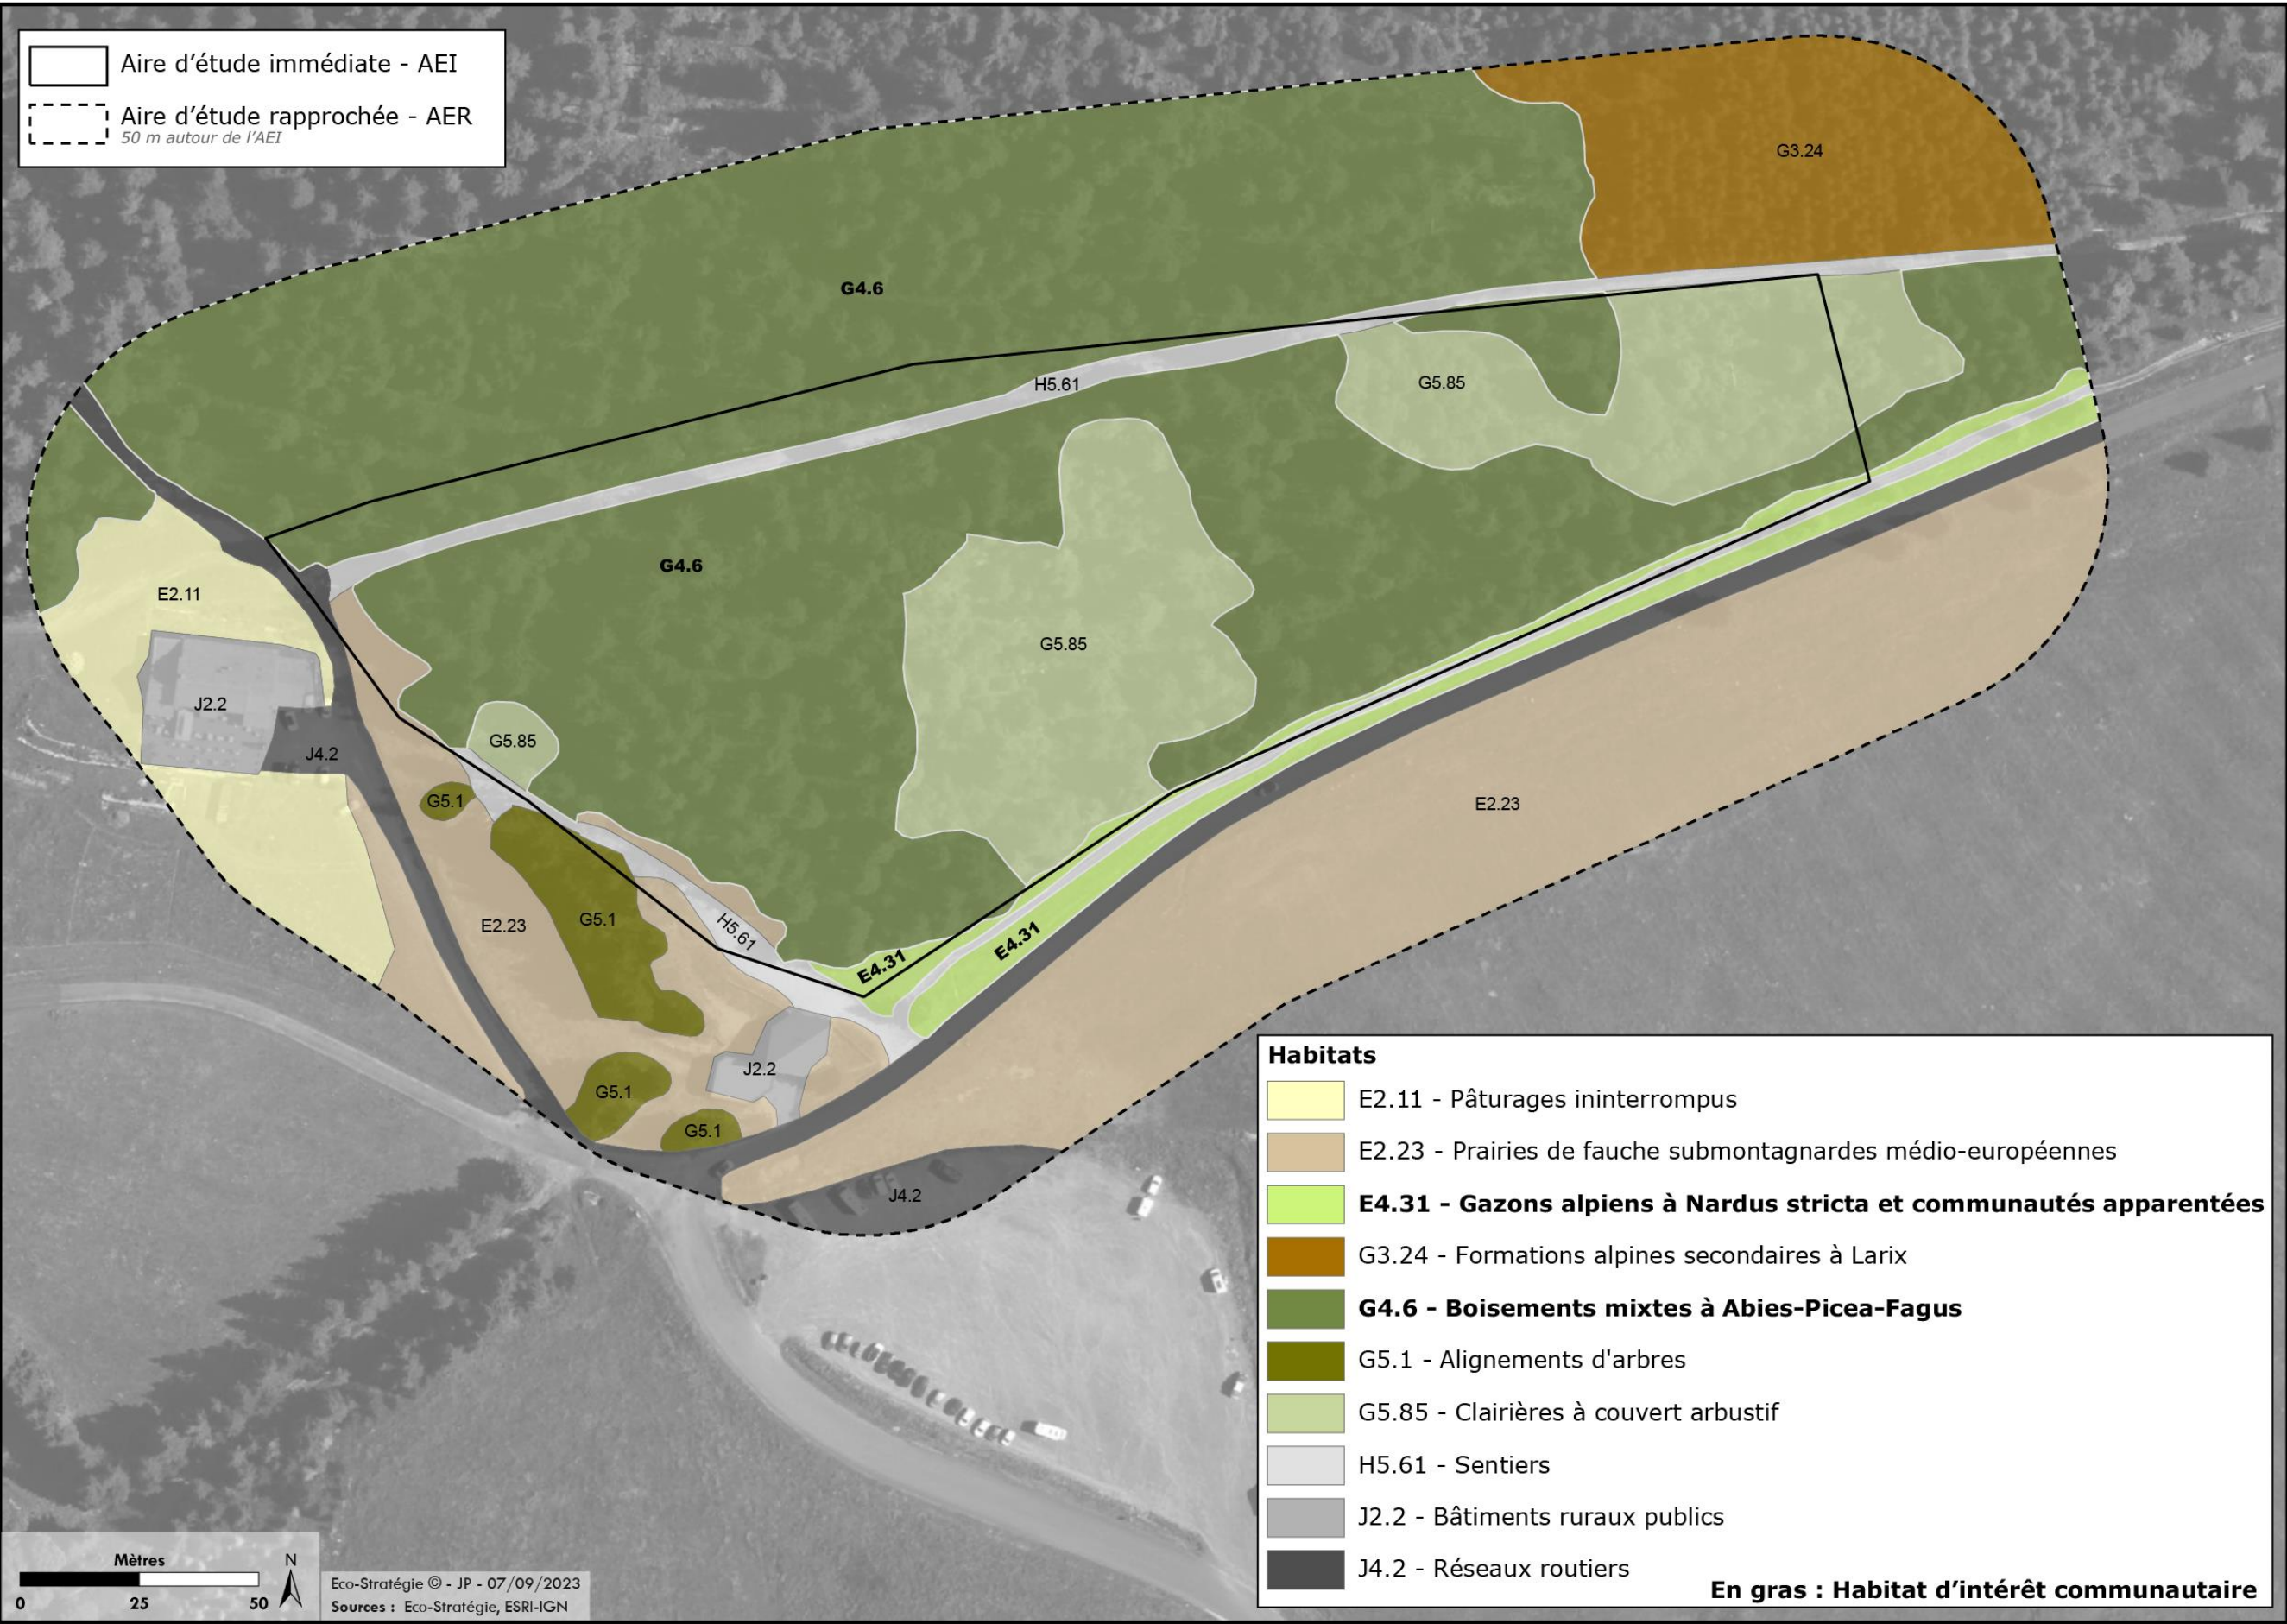 Aire d'étude immédiate - AEI
Aire d'étude rapprochée - AER
50 m autour de l'AEI
G3.24
G4.6
H5.61
G5.85
G4.6
E2.11
G5.85
J2.2
G5.85
J4.2
G5.1
E2.23
G5.1
E2.23
H5.61
E4.31
E4.31
J2.2
G5.1
G5.1
J4.2
Habitats
E2.11 - Pâturages ininterrompus
E2.23 - Prairies de fauche submontagnardes médio-européennes
E4.31 - Gazons alpiens à Nardus stricta et communautés apparentées
G3.24 - Formations alpines secondaires à Larix
G4.6 - Boisements mixtes à Abies-Picea-Fagus
G5.1 - Alignements d'arbres
G5.85 - Clairières à couvert arbustif
H5.61 - Sentiers
J2.2 - Bâtiments ruraux publics
J4.2 - Réseaux routiers
En gras : Habitat d'intérêt communautaire
Mètres
N
0 25 50
Eco-Stratégie © - JP - 07/09/2023
Sources : Eco-Stratégie, ESRI-IGN